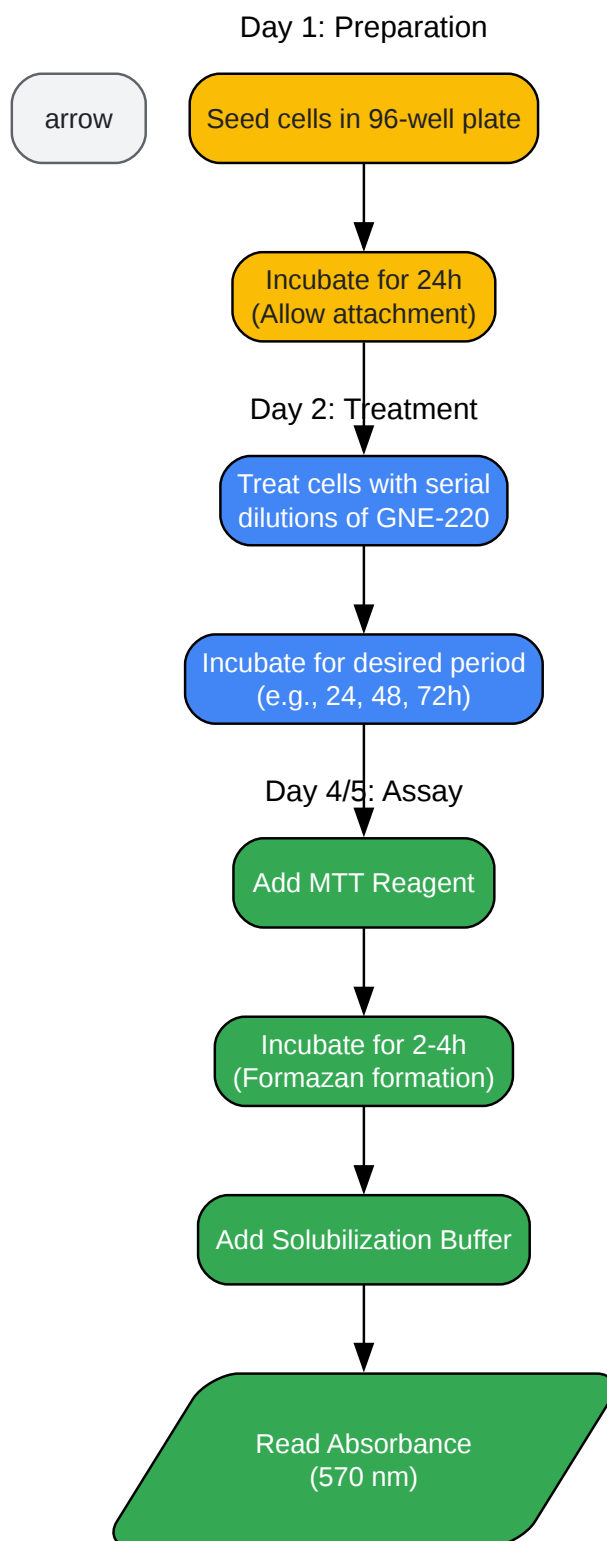 Day 1: Preparation
arrow
Seed cells in 96-well plate
Incubate for 24h
(Allow attachment)
Day 2: Treatment
Treat cells with serial
dilutions of GNE-220
Incubate for desired period
(e.g., 24, 48, 72h)
Day 4/5: Assay
Add MTT Reagent
Incubate for 2-4h
(Formazan formation)
Add Solubilization Buffer
Read Absorbance
(570 nm)